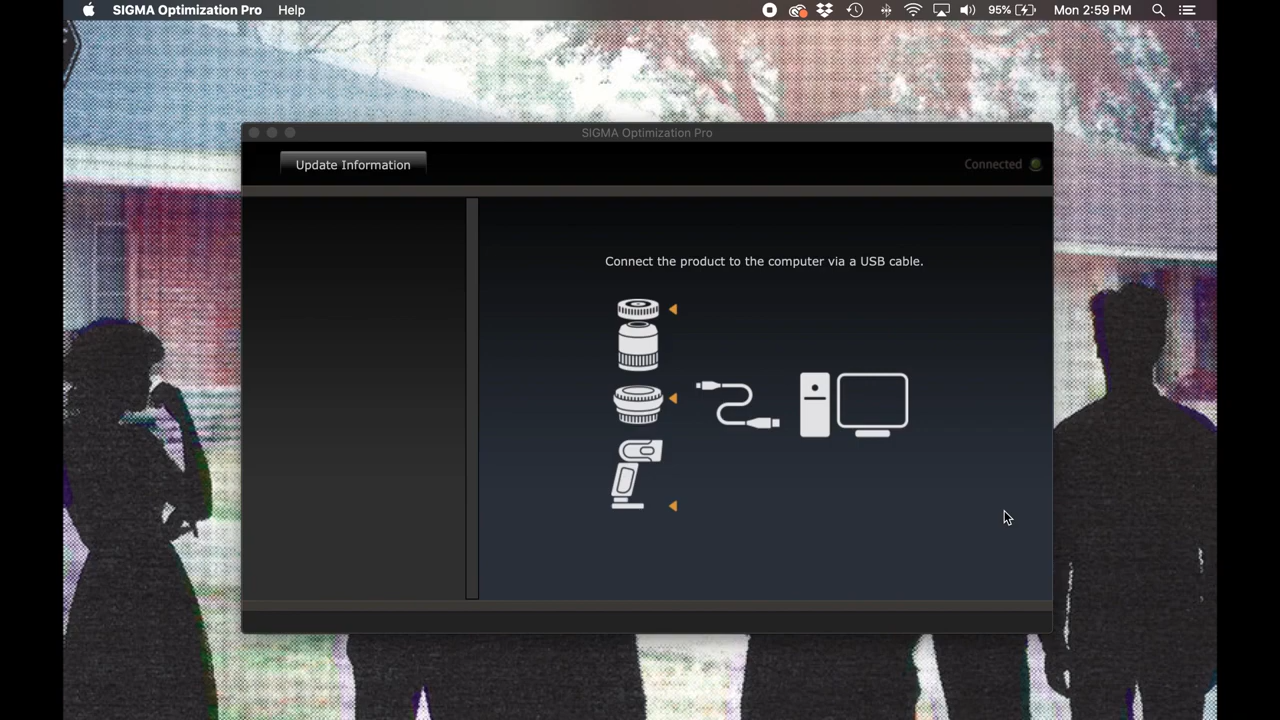 SIGMA Optimization Pro Help 95% Mon 2:59 PM
SIGMA Optimization Pro
Update Information
Connected
Connect the product to the computer via a USB cable.